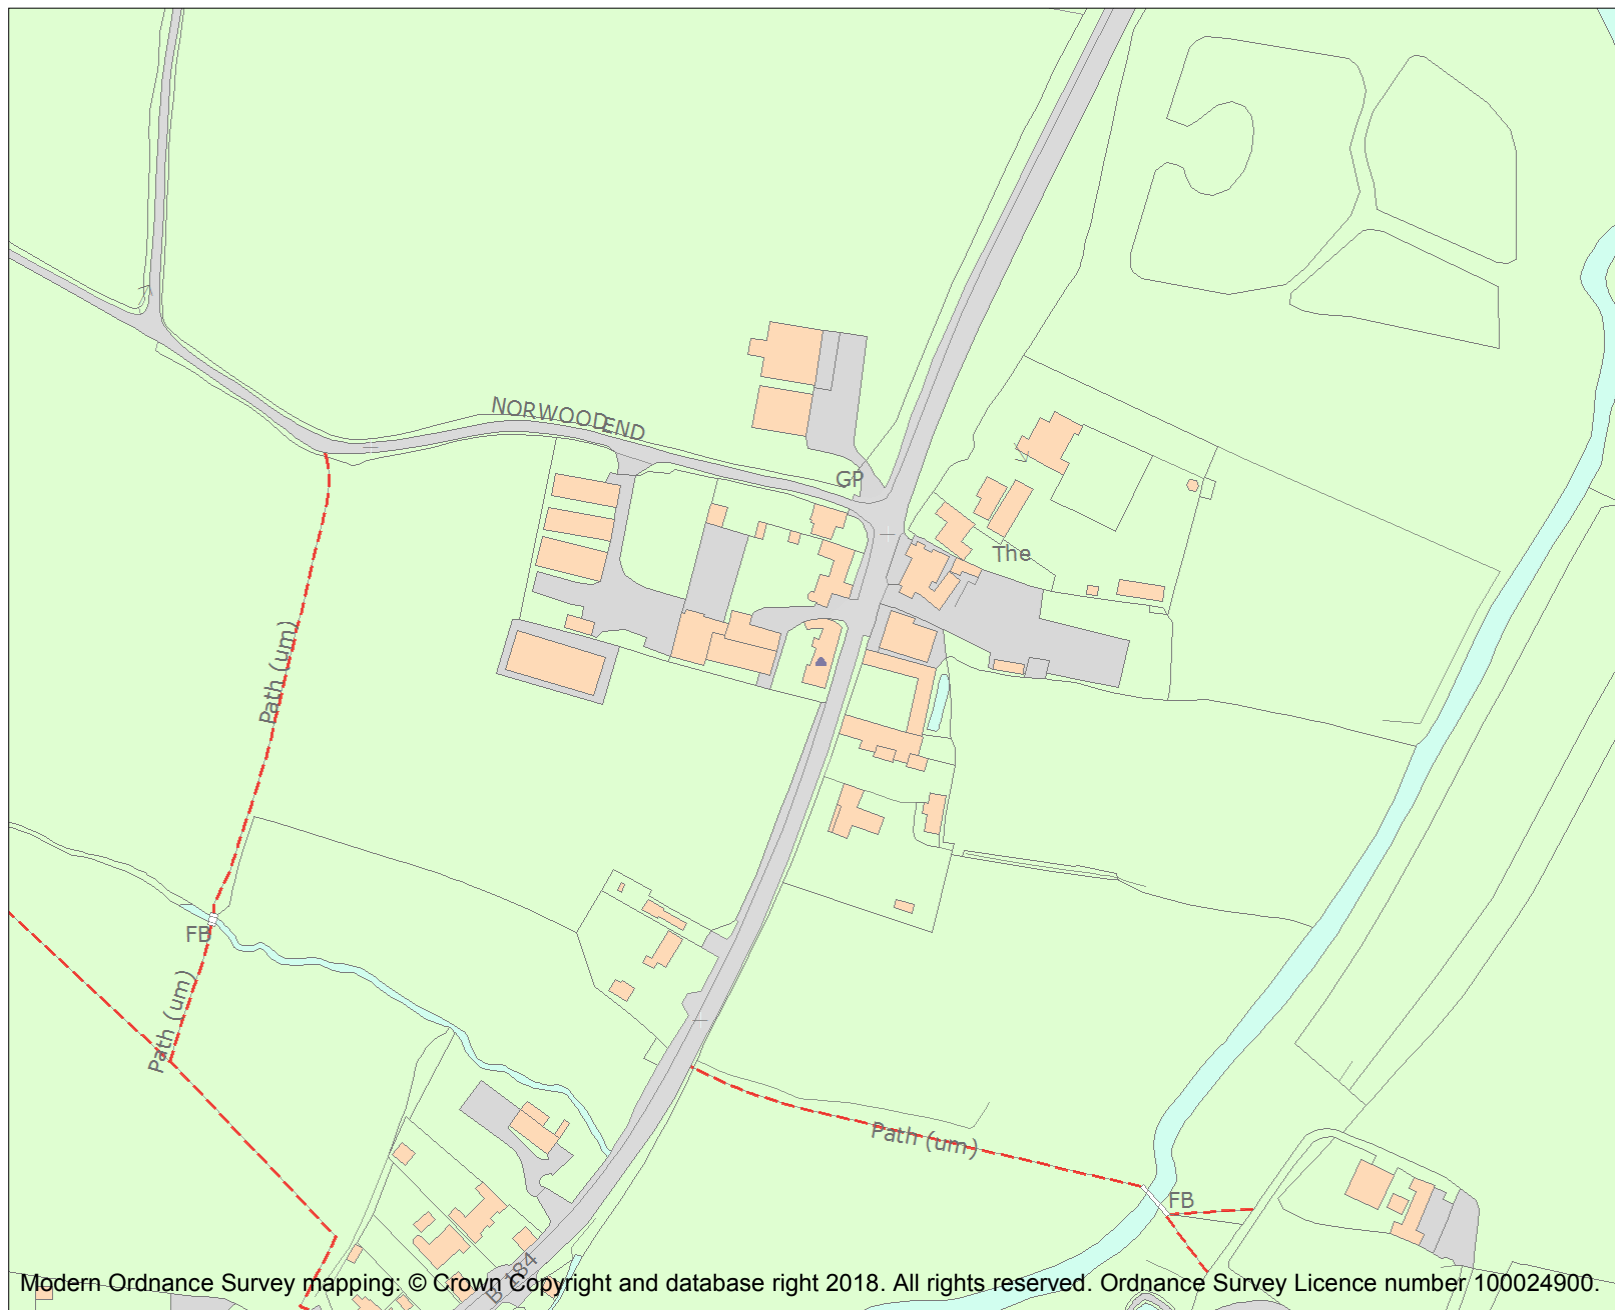 NORWOOD END
GP
The
Path (um)
FB
Path (um)
Path (um)
FB
B 184
Modern Ordnance Survey mapping: © Crown Copyright and database right 2018. All rights reserved. Ordnance Survey Licence number 100024900.